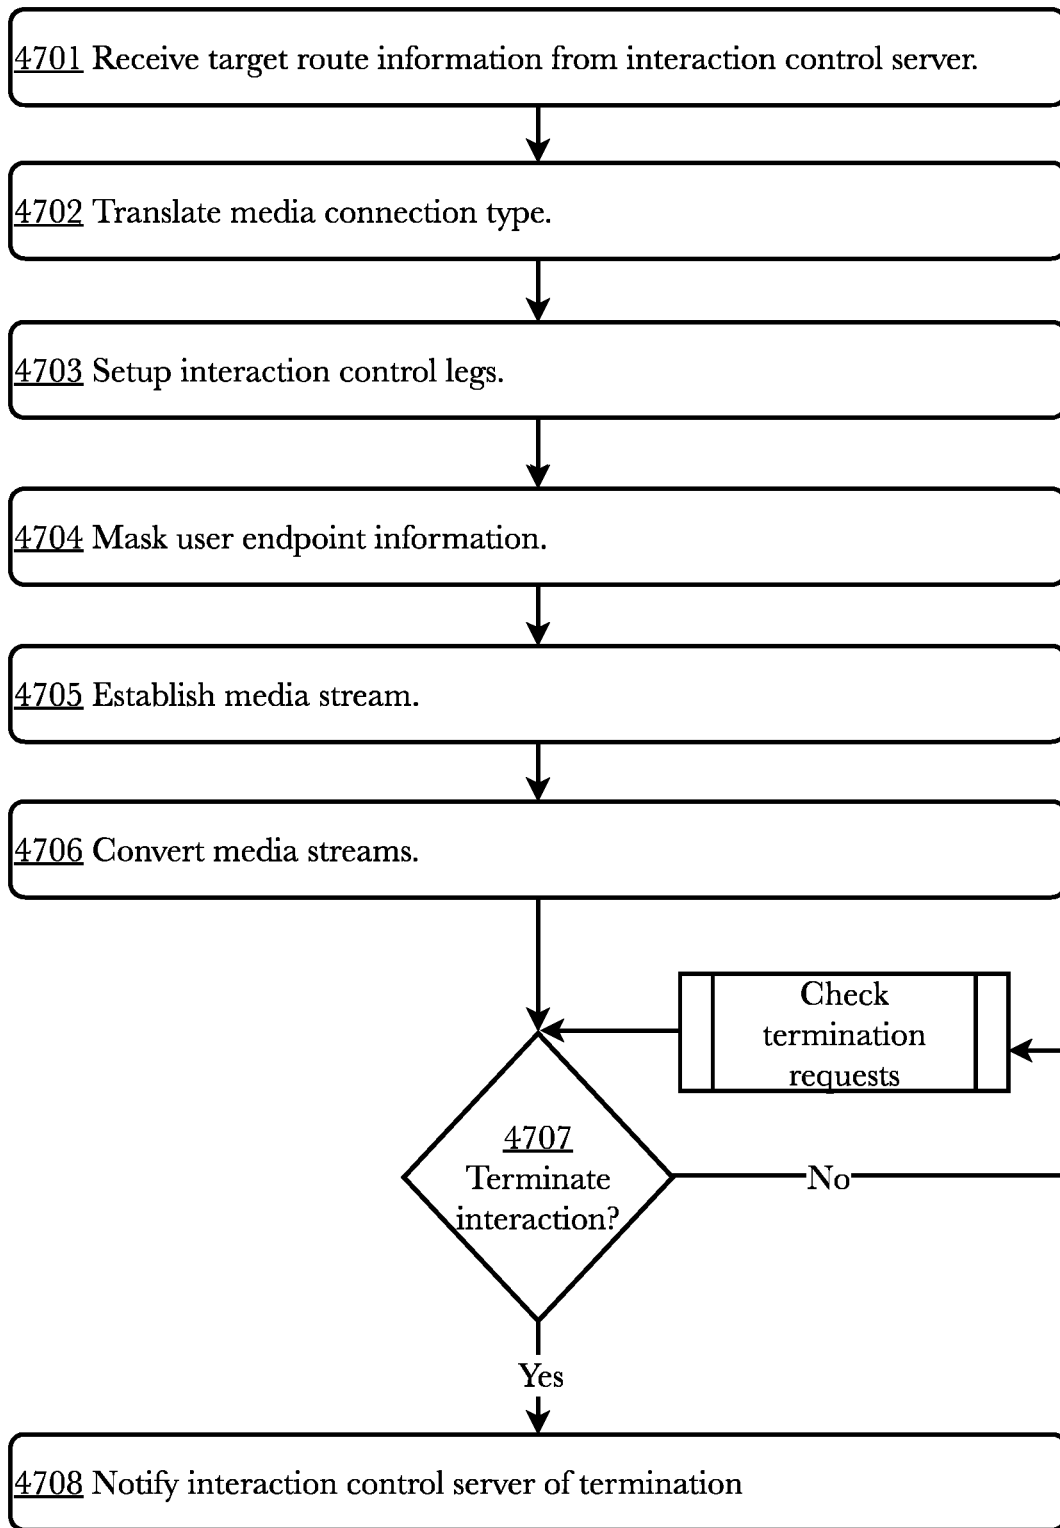 4701 Receive target route information from interaction control server.
4702 Translate media connection type.
4703 Setup interaction control legs.
4704 Mask user endpoint information.
4705 Establish media stream.
4706 Convert media streams.
Check
termination
requests
4707
Terminate
interaction?
No
Yes
4708 Notify interaction control server of termination